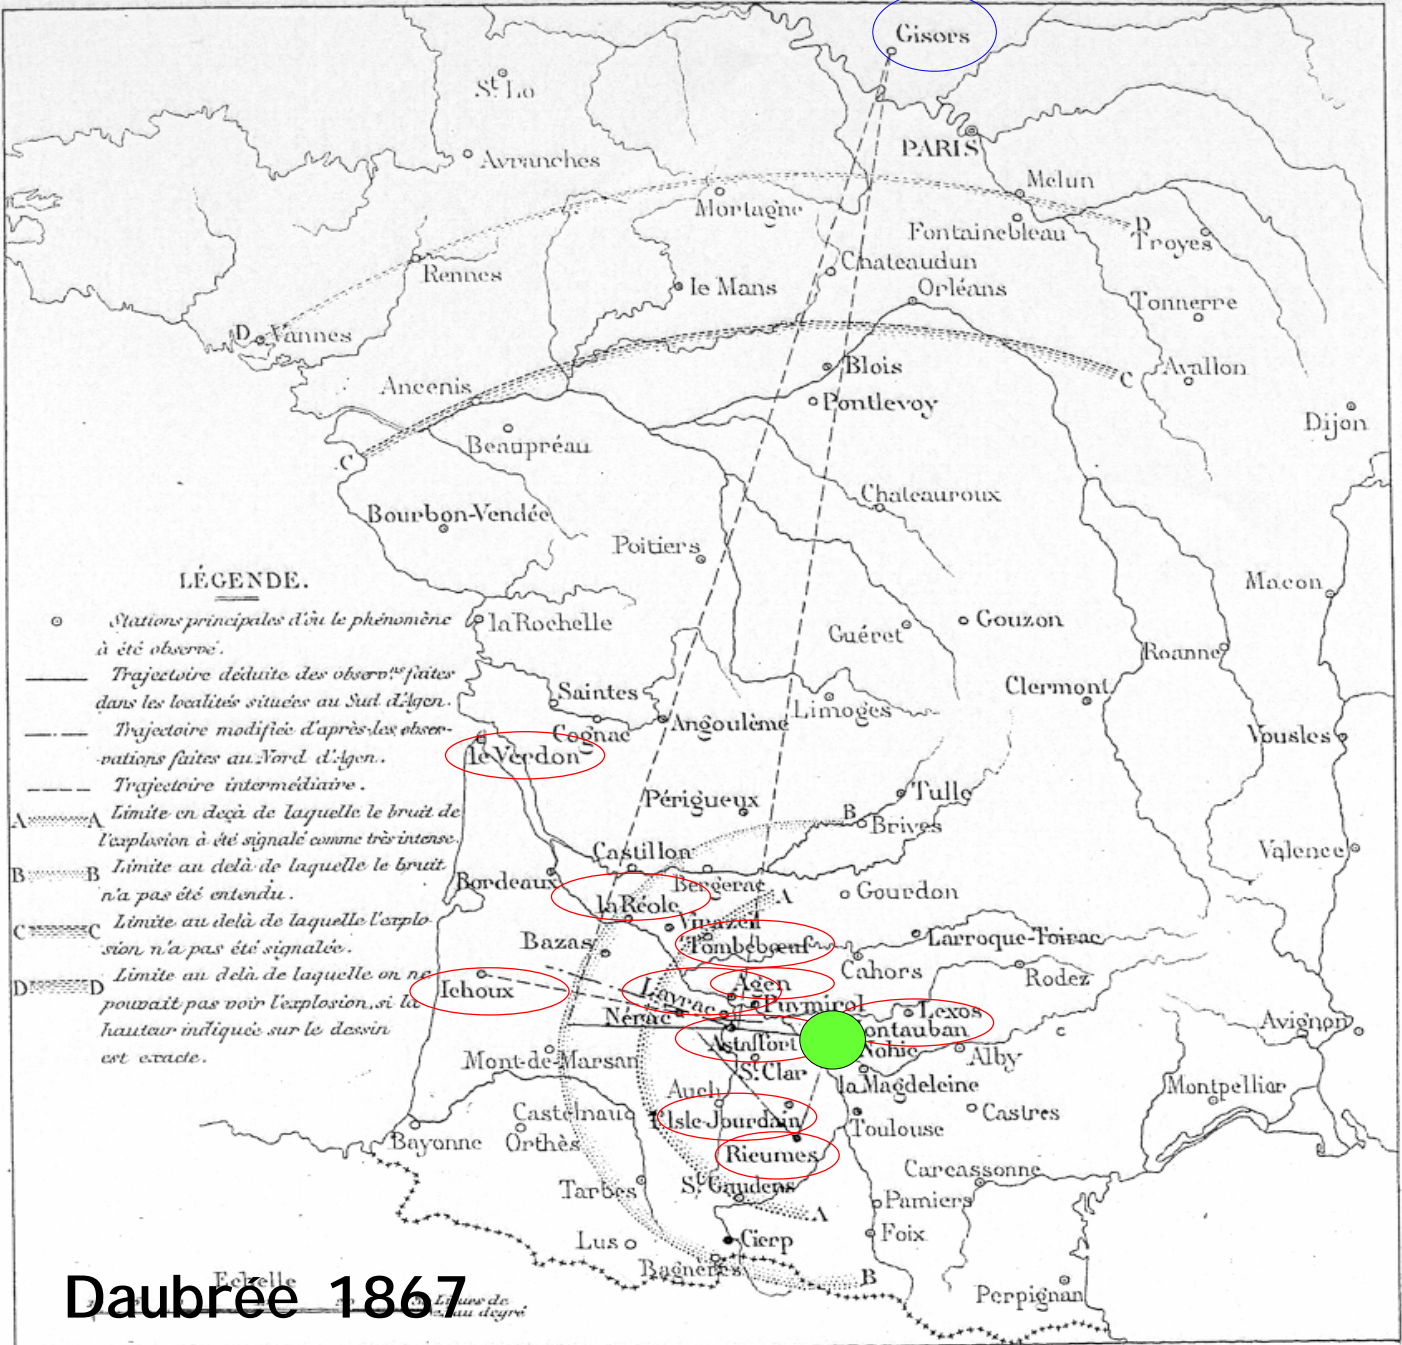 Gisors
St Lo
PARIS
Avranches
Melun
Mortagne
Fontainebleau
D
Troyes
Chateaudun
Rennes
le Mans
Orléans
Tonnerre
D
Vannes
Blois
Avallon
Ancenis
C
Pontlevoy
Dijon
Beaupréau
C
Chateauroux
Bourbon-Vendée
Poitiers
LÉGENDE.
Macon
Stations principales d'où le phénomène
à été observé.
la Rochelle
Guéret
Gouzon
Roanne
Trajectoire déduite des observ.ns faites
dans les localités situées au Sud d'Agen.
Saintes
Clermont
Limoges
Trajectoire modifiée d'après les obser-
-vations faites au Nord d'Agen.
Cognac
Angoulême
Vousles
le Verdon
Trajectoire intermédiaire.
Périgueux
Tulle
A A Limite en deçà de laquelle le bruit de
l'explosion à été signalé comme très intense.
B
Brives
Castillon
Valence
B B Limite au delà de laquelle le bruit
n'a pas été entendu.
Bordeaux
Bergerac
A
Gourdon
la Réole
C C Limite au delà de laquelle l'explo-
sion n'a pas été signalée.
Bazas
Tombebœuf
Larroque-Toirac
D D Limite au delà de laquelle on ne
pouvait pas voir l'explosion, si la
hauteur indiquée sur le dessin
est exacte.
Cahors
Rodez
Ichoux
Agen
Layrac
Puymirol
Nérac
Lexos
ontauban
Avignon
c
Astaffort
Nohic
Alby
Mont-de-Marsan
St Clar
la Magdeleine
Montpellier
Auch
Castelnau
l'Isle-Jourdain
Castres
Bayonne
Orthès
Toulouse
Rieumes
Carcassonne
Tarbes
St Gaudens
Pamiers
A
Lus
Cierp
Foix
Bagnères
B
Perpignan
Echelle
Lieues de
au degré
Daubrée 1867